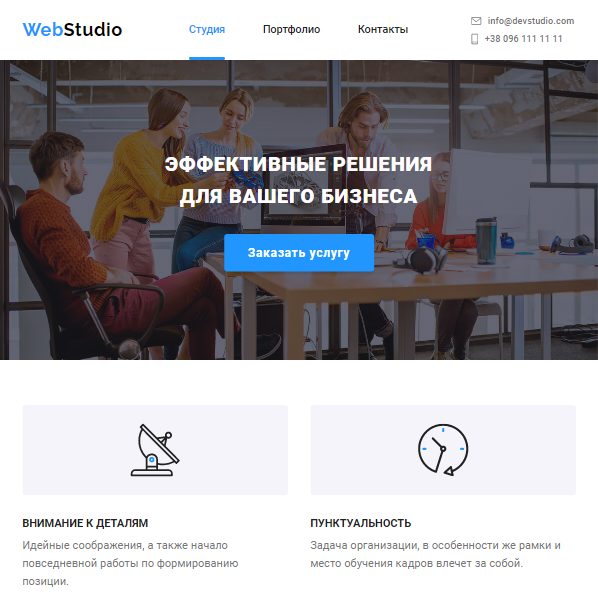 WebStudio
Студия
Портфолио
Контакты
info@devstudio.com
+38 096 111 11 11
ЭФФЕКТИВНЫЕ РЕШЕНИЯ
ДЛЯ ВАШЕГО БИЗНЕСА
Заказать услугу
ВНИМАНИЕ К ДЕТАЛЯМ
Идейные соображения, а также начало
повседневной работы по формированию
позиции.
ПУНКТУАЛЬНОСТЬ
Задача организации, в особенности же рамки и
место обучения кадров влечет за собой.